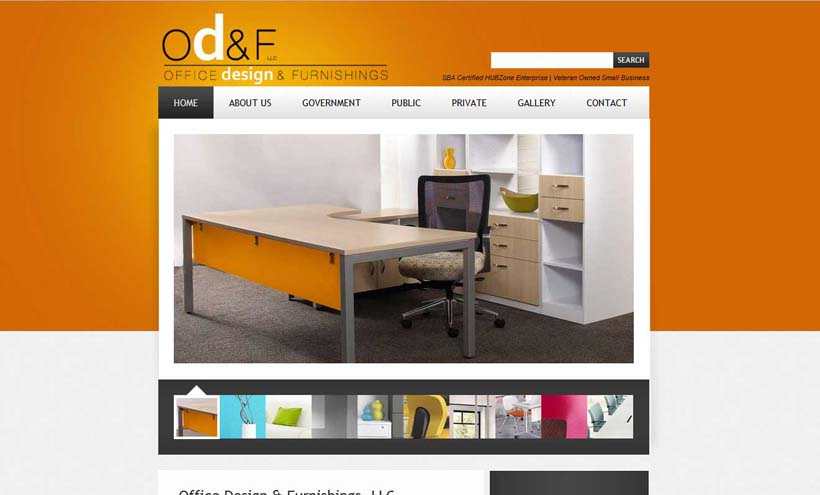 Od&F LLC
OFFICE design & FURNISHINGS
SEARCH
SBA Certified HUBZone Enterprise | Veteran Owned Small Business
HOME ABOUT US GOVERNMENT PUBLIC PRIVATE GALLERY CONTACT
Office Design & Furnishings, LLC